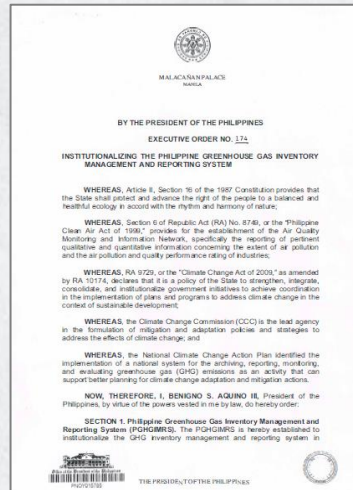 MALACAÑAN PALACE
MANILA
BY THE PRESIDENT OF THE PHILIPPINES
EXECUTIVE ORDER NO. 174
INSTITUTIONALIZING THE PHILIPPINE GREENHOUSE GAS INVENTORY
MANAGEMENT AND REPORTING SYSTEM
WHEREAS, Article II, Section 16 of the 1987 Constitution provides that
the State shall protect and advance the right of the people to a balanced and
healthful ecology in accord with the rhythm and harmony of nature;
WHEREAS, Section 6 of Republic Act (RA) No. 8749, or the "Philippine
Clean Air Act of 1999," provides for the establishment of the Air Quality
Monitoring and Information Network, specifically the reporting of pertinent
qualitative and quantitative information concerning the extent of air pollution
and the air pollution and quality performance rating of industries;
WHEREAS, RA 9729, or the "Climate Change Act of 2009," as amended
by RA 10174, declares that it is a policy of the State to strengthen, integrate,
consolidate, and institutionalize government initiatives to achieve coordination
in the implementation of plans and programs to address climate change in the
context of sustainable development;
WHEREAS, the Climate Change Commission (CCC) is the lead agency
in the formulation of mitigation and adaptation policies and strategies to
address the effects of climate change; and
WHEREAS, the National Climate Change Action Plan identified the
implementation of a national system for the archiving, reporting, monitoring,
and evaluating greenhouse gas (GHG) emissions as an activity that can
support better planning for climate change adaptation and mitigation actions.
NOW, THEREFORE, I, BENIGNO S. AQUINO III, President of the
Philippines, by virtue of the powers vested in me by law, do hereby order:
SECTION 1. Philippine Greenhouse Gas Inventory Management and
Reporting System (PGHGIMRS). The PGHGIMRS is hereby established to
institutionalize the GHG inventory management and reporting system in
THE PRESIDENT OF THE PHILIPPINES